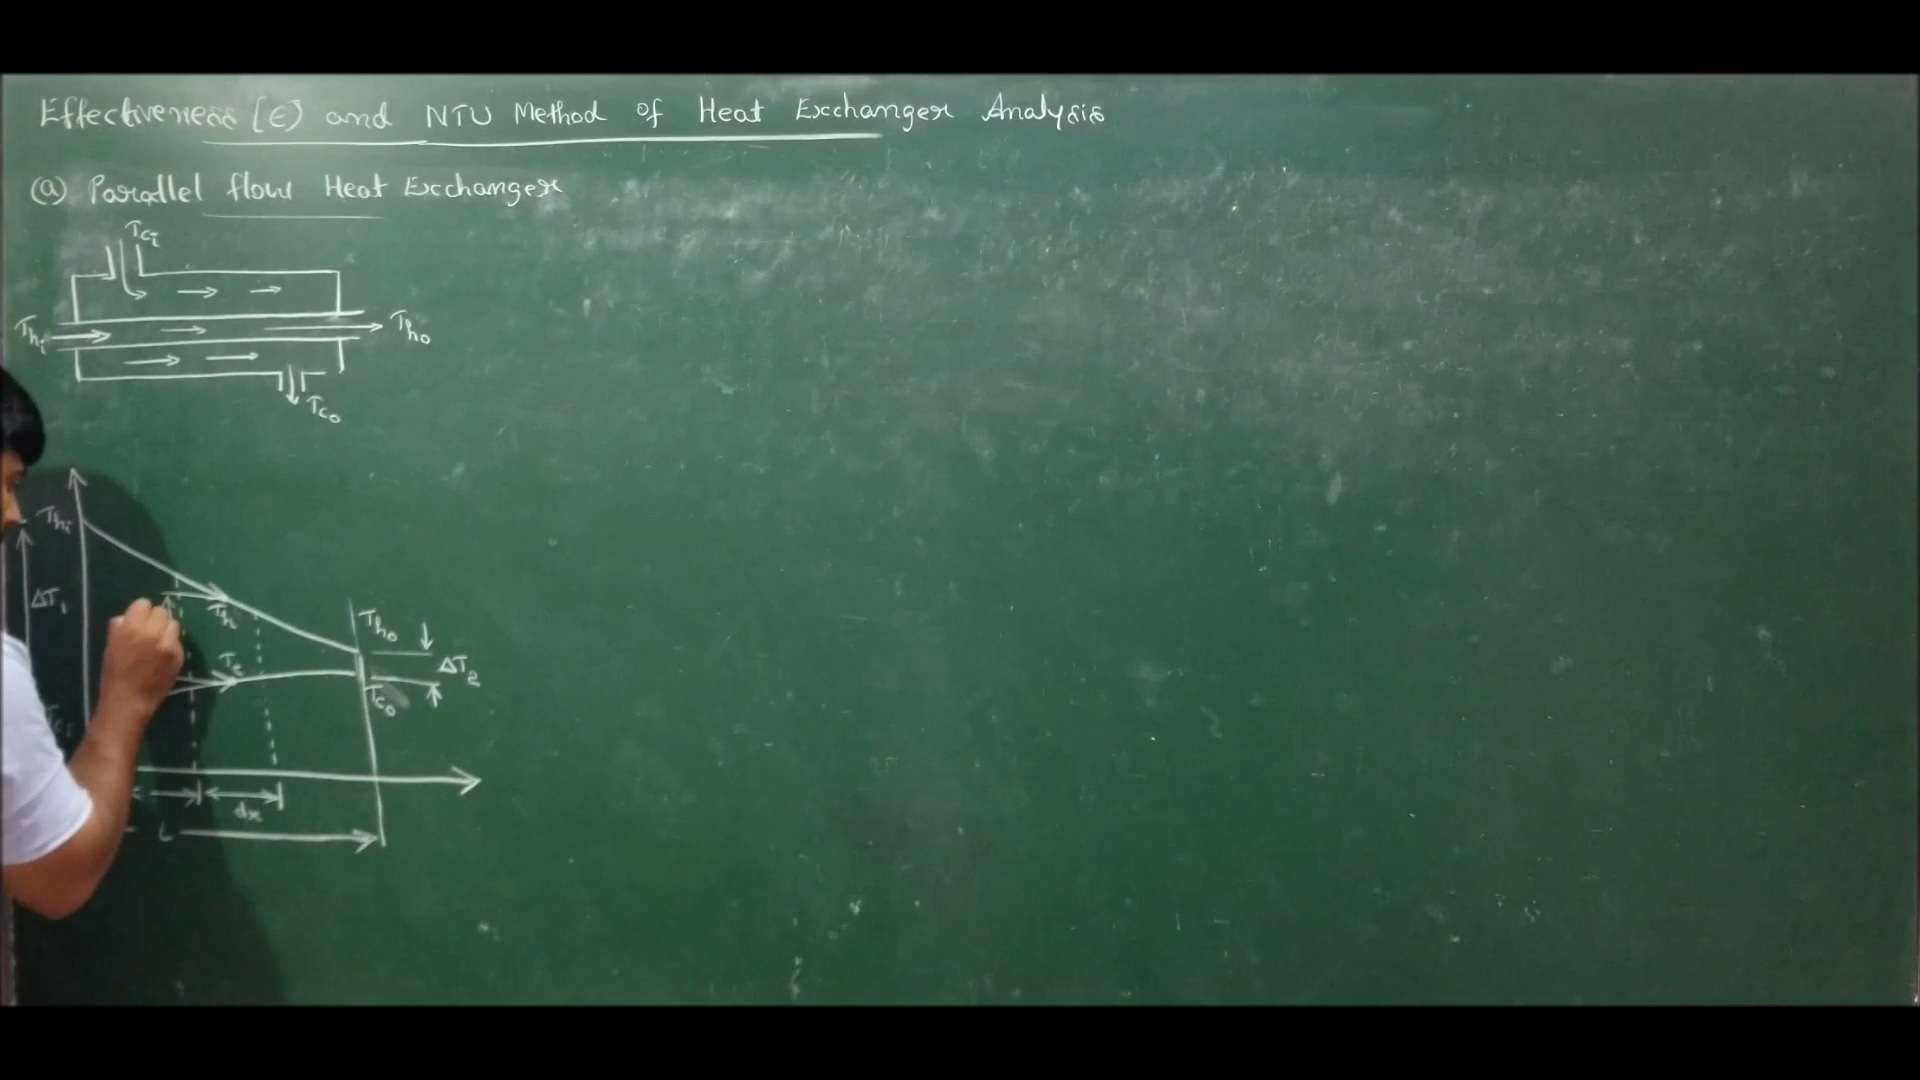 Effectiveness [Є] and NTU Method of Heat Exchanger Analysis
(a) Parallel flow Heat Exchanger
Tci
Thi
Tho
Tco
Thi
ΔT1
Th
Tho
Tc
ΔT2
Tco
Tci
dx
L